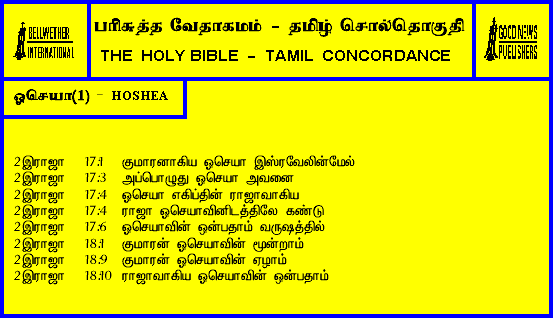 BELLWETHER
INTERNATIONAL
பரிசுத்த வேதாகமம் - தமிழ் சொல்தொகுதி
THE HOLY BIBLE - TAMIL CONCORDANCE
GOOD NEWS
PUBLISHERS
ஓசெயா(1) - HOSHEA
2இராஜா 17:1 குமாரனாகிய ஓசெயா இஸ்ரவேலின்மேல்
2இராஜா 17:3 அப்பொழுது ஓசெயா அவனை
2இராஜா 17:4 ஓசெயா எகிப்தின் ராஜாவாகிய
2இராஜா 17:4 ராஜா ஓசெயாவினிடத்திலே கண்டு
2இராஜா 17:6 ஓசெயாவின் ஒன்பதாம் வருஷத்தில்
2இராஜா 18:1 குமாரன் ஓசெயாவின் மூன்றாம்
2இராஜா 18:9 குமாரன் ஓசெயாவின் ஏழாம்
2இராஜா 18:10 ராஜாவாகிய ஓசெயாவின் ஒன்பதாம்